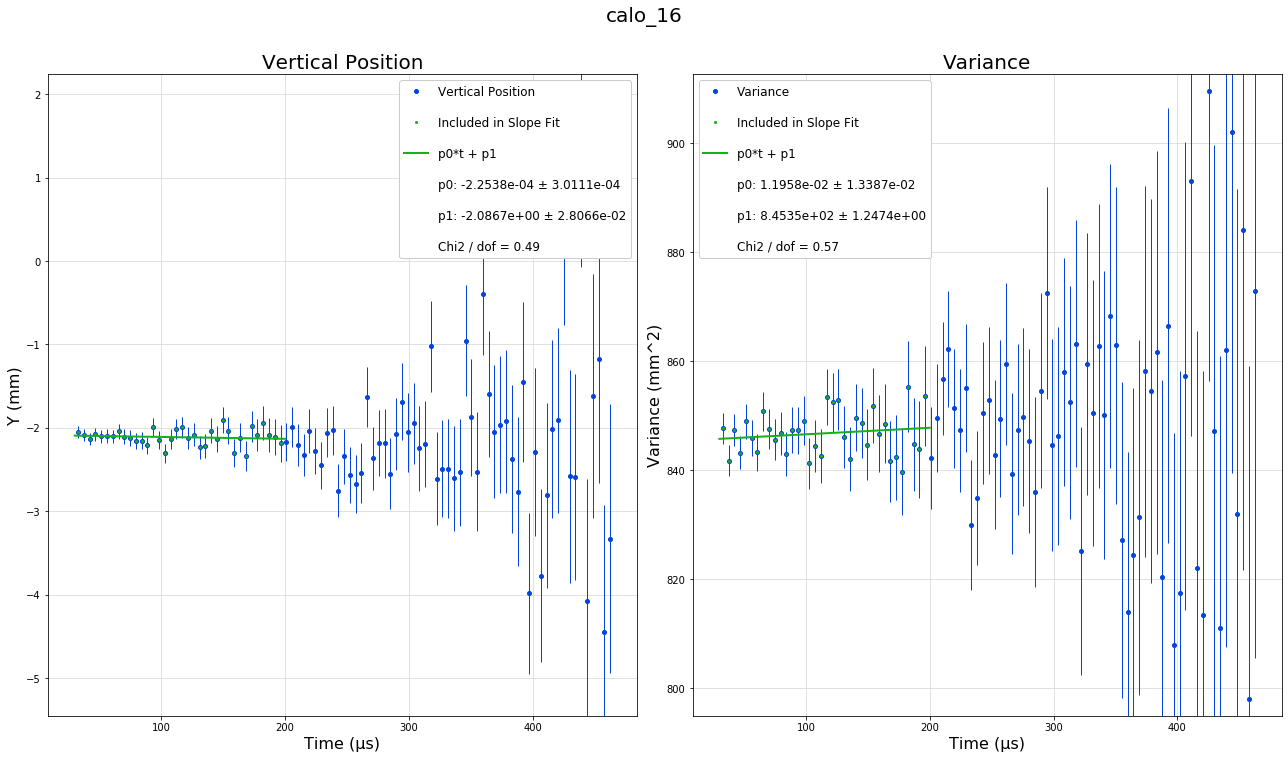 calo_16
Vertical Position
Vertical Position
Included in Slope Fit
p0*t + p1
p0: -2.2538e-04 ± 3.0111e-04
p1: -2.0867e+00 ± 2.8066e-02
Chi2 / dof = 0.49
2
1
0
−1
−2
−3
−4
−5
Y (mm)
100
200
300
400
Time (μs)
Variance
Variance
Included in Slope Fit
p0*t + p1
p0: 1.1958e-02 ± 1.3387e-02
p1: 8.4535e+02 ± 1.2474e+00
Chi2 / dof = 0.57
900
880
860
840
820
800
Variance (mm^2)
100
200
300
400
Time (μs)